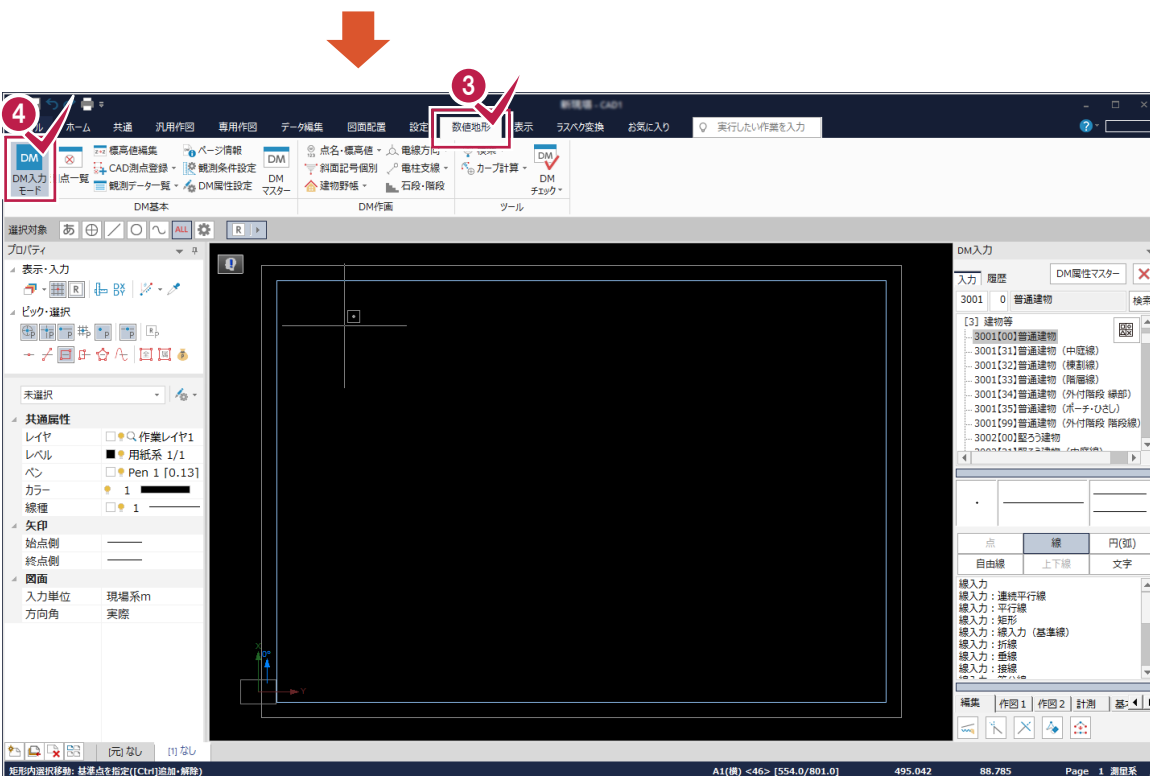 3
4
新現場 - CAD1
ル ホーム 共通 汎用作図 専用作図 データ編集 図面配置 設定 数値地形 表示 ラスベク変換 お気に入り 実行したい作業を入力
DM
DM入力
モード
点一覧
標高値編集
CAD測点登録
観測データ一覧
ページ情報
観測条件設定
DM属性設定
DM
DM
マスター
点名・標高値
斜面記号個別
建物野帳
電線方向
電柱支線
石段・階段
検索
カーブ計算
DM
DM
チェック
DM基本 DM作画 ツール
選択対象 あ ALL R
プロパティ
表示・入力
R
ピック・選択
未選択
共通属性
レイヤ 作業レイヤ1
レベル 用紙系 1/1
ペン Pen 1 [0.13]
カラー 1
線種 1
矢印
始点側
終点側
図面
入力単位 現場系m
方向角 実際
X
0°
Y
DM入力
入力 履歴 DM属性マスター
3001 0 普通建物 検索
[3] 建物等
3001[00]普通建物
3001[31]普通建物 (中庭線)
3001[32]普通建物 (棟割線)
3001[33]普通建物 (階層線)
3001[34]普通建物 (外付階段 縁部)
3001[35]普通建物 (ポーチ・ひさし)
3001[99]普通建物 (外付階段 階段線)
3002[00]堅ろう建物
点 線 円(弧)
自由線 上下線 文字
線入力
線入力：連続平行線
線入力：平行線
線入力：矩形
線入力：線入力 (基準線)
線入力：折線
線入力：垂線
線入力：接線
編集 作図1 作図2 計測
(元) なし [1] なし
矩形内選択移動: 基準点を指定([Ctrl]追加・解除) A1(横) <46> [554.0/801.0] 495.042 88.785 Page 1 測量系